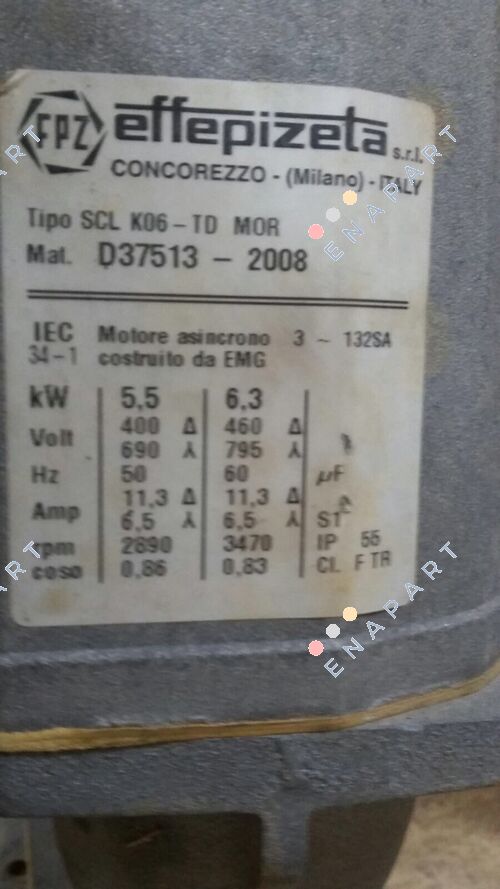 FPZ effepizeta s.r.l.
CONCOREZZO - (Milano) - ITALY
Tipo SCL K06 - TD MOR
Mat. D37513 - 2008
IEC 34-1 Motore asincrono 3 ~ 132SA
costruito da EMG
kW 5,5 6,3
Volt 400 Δ 460 Δ
690 ⅄ 795 ⅄
Hz 50 60 µF
Amp 11,3 Δ 11,3 Δ
6,5 ⅄ 6,5 ⅄ S1
rpm 2890 3470 IP 55
cosφ 0,86 0,83 CL F TR
ENAPART
ENAPART
ENAPART
ENAPART